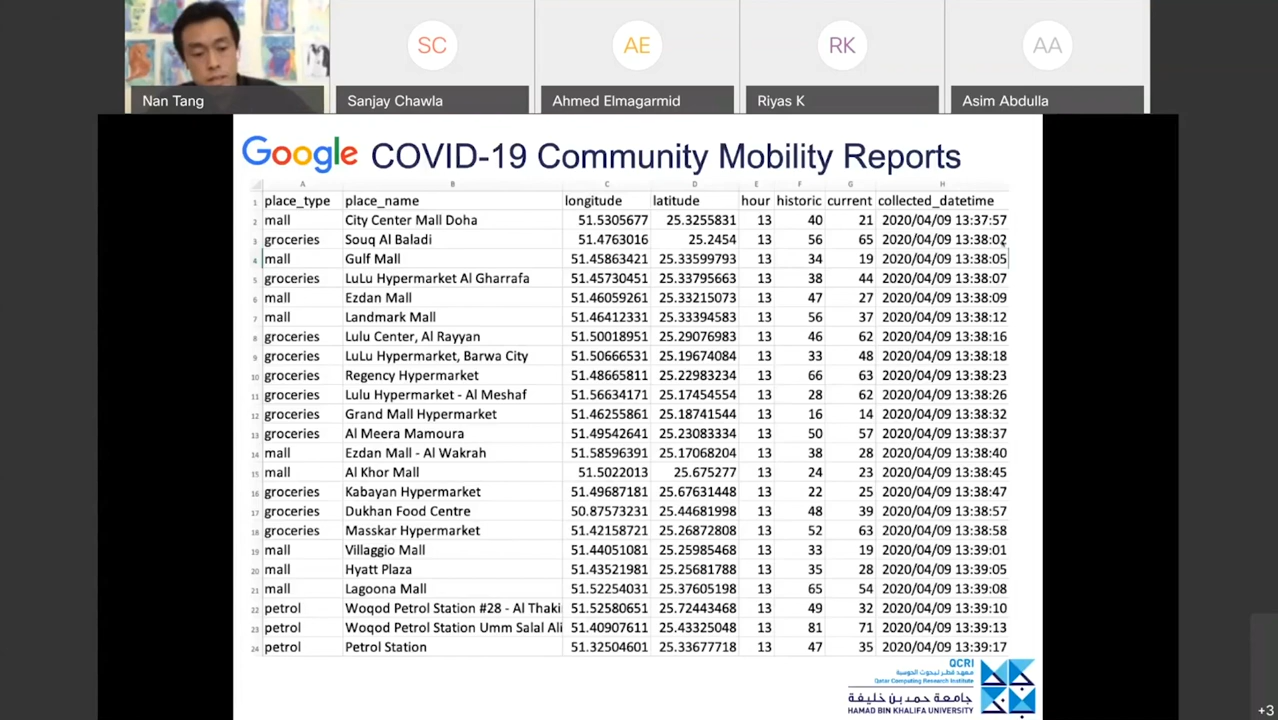 SC
AE
RK
AA
Nan Tang
Sanjay Chawla
Ahmed Elmagarmid
Riyas K
Asim Abdulla
Google COVID-19 Community Mobility Reports
A B C D E F G H
1 place_type place_name longitude latitude hour historic current collected_datetime
2 mall City Center Mall Doha 51.5305677 25.3255831 13 40 21 2020/04/09 13:37:57
3 groceries Souq Al Baladi 51.4763016 25.2454 13 56 65 2020/04/09 13:38:02
4 mall Gulf Mall 51.45863421 25.33599793 13 34 19 2020/04/09 13:38:05
5 groceries LuLu Hypermarket Al Gharrafa 51.45730451 25.33795663 13 38 44 2020/04/09 13:38:07
6 mall Ezdan Mall 51.46059261 25.33215073 13 47 27 2020/04/09 13:38:09
7 mall Landmark Mall 51.46412331 25.33394583 13 56 37 2020/04/09 13:38:12
8 groceries Lulu Center, Al Rayyan 51.50018951 25.29076983 13 46 62 2020/04/09 13:38:16
9 groceries LuLu Hypermarket, Barwa City 51.50666531 25.19674084 13 33 48 2020/04/09 13:38:18
10 groceries Regency Hypermarket 51.48665811 25.22983234 13 66 63 2020/04/09 13:38:23
11 groceries Lulu Hypermarket - Al Meshaf 51.56634171 25.17454554 13 28 62 2020/04/09 13:38:26
12 groceries Grand Mall Hypermarket 51.46255861 25.18741544 13 16 14 2020/04/09 13:38:32
13 groceries Al Meera Mamoura 51.49542641 25.23083334 13 50 57 2020/04/09 13:38:37
14 mall Ezdan Mall - Al Wakrah 51.58596391 25.17068204 13 38 28 2020/04/09 13:38:40
15 mall Al Khor Mall 51.5022013 25.675277 13 24 23 2020/04/09 13:38:45
16 groceries Kabayan Hypermarket 51.49687181 25.67631448 13 22 25 2020/04/09 13:38:47
17 groceries Dukhan Food Centre 50.87573231 25.44681998 13 48 39 2020/04/09 13:38:57
18 groceries Masskar Hypermarket 51.42158721 25.26872808 13 52 63 2020/04/09 13:38:58
19 mall Villaggio Mall 51.44051081 25.25985468 13 33 19 2020/04/09 13:39:01
20 mall Hyatt Plaza 51.43521981 25.25681788 13 35 28 2020/04/09 13:39:05
21 mall Lagoona Mall 51.52254031 25.37605198 13 65 54 2020/04/09 13:39:08
22 petrol Woqod Petrol Station #28 - Al Thaki 51.52580651 25.72443468 13 49 32 2020/04/09 13:39:10
23 petrol Woqod Petrol Station Umm Salal Ali 51.40907611 25.43325048 13 81 71 2020/04/09 13:39:13
24 petrol Petrol Station 51.32504601 25.33677718 13 47 35 2020/04/09 13:39:17
QCRI
معهد قطر لبحوث الحوسبة
Qatar Computing Research Institute
جامعة حمد بن خليفة
HAMAD BIN KHALIFA UNIVERSITY
+3